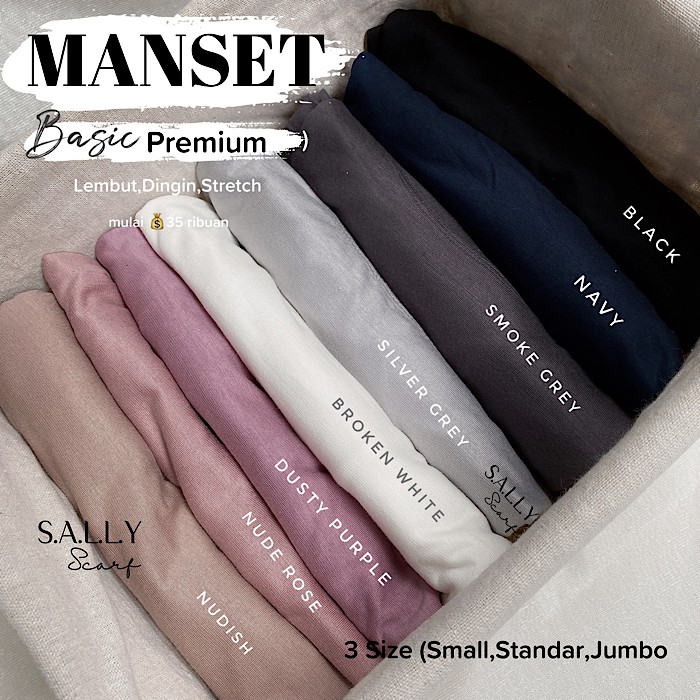 MANSET
Basic Premium )
Lembut,Dingin,Stretch
mulai 💰35 ribuan
BLACK
NAVY
SMOKE GREY
SILVER GREY
BROKEN WHITE
DUSTY PURPLE
NUDE ROSE
NUDISH
S.A.L.L.Y
Scarf
S.A.L.L.Y
Scarf
3 Size (Small,Standar,Jumbo